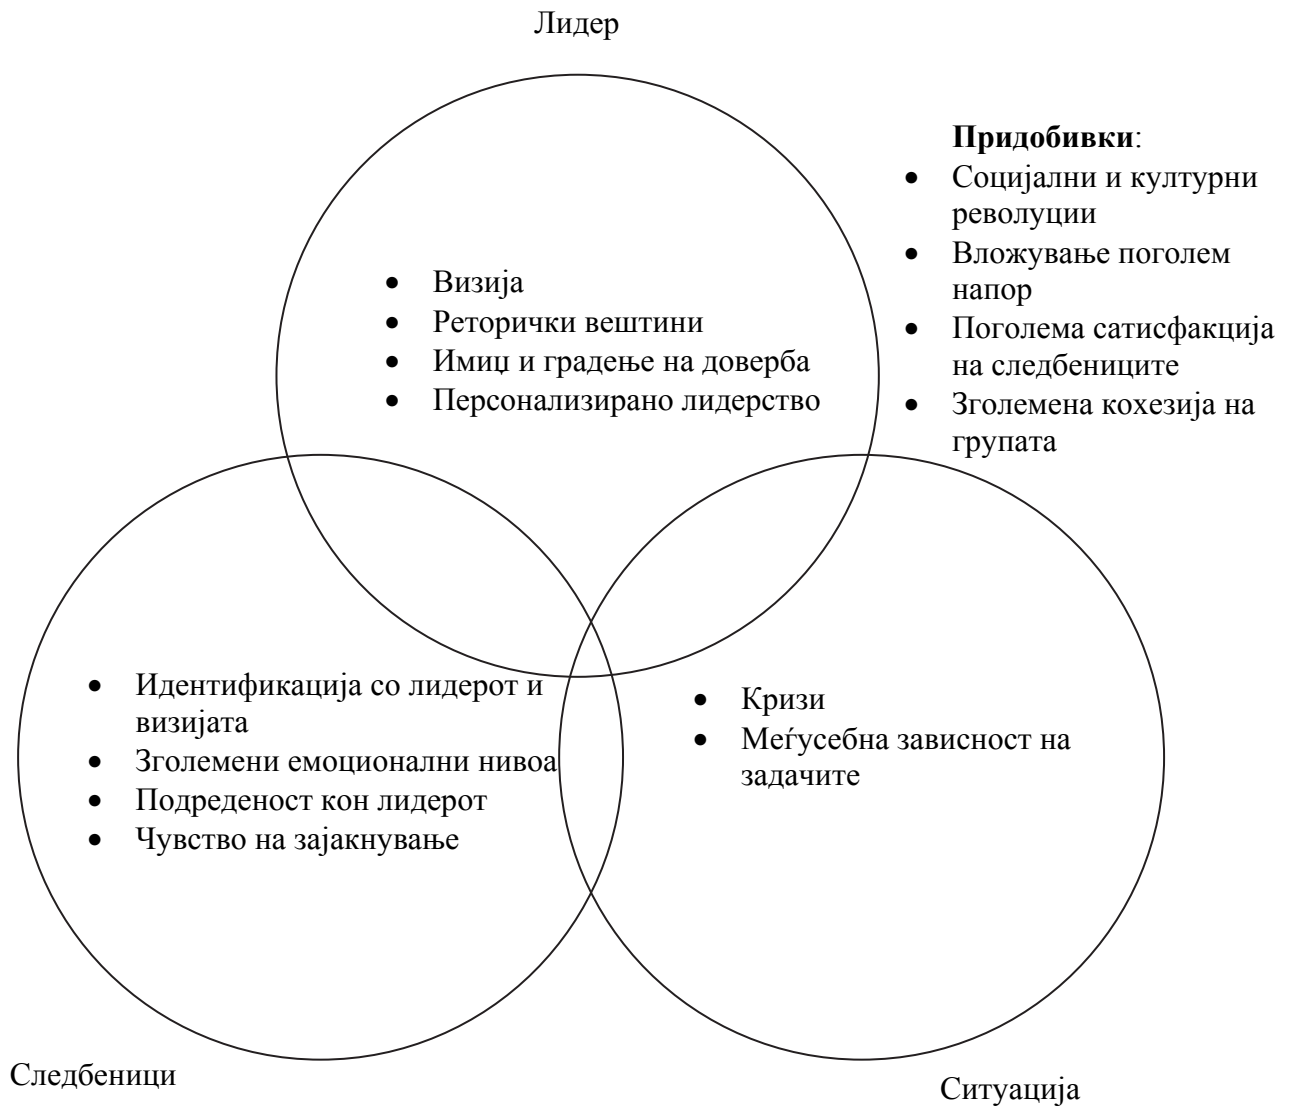 Лидер
Придобивки:
• Социјални и културни
револуции
• Вложување поголем
напор
• Поголема сатисфакција
на следбениците
• Зголемена кохезија на
групата
• Визија
• Реторички вештини
• Имиџ и градење на доверба
• Персонализирано лидерство
• Идентификација со лидерот и
визијата
• Зголемени емоционални нивоа
• Подреденост кон лидерот
• Чувство на зајакнување
• Кризи
• Меѓусебна зависност на
задачите
Следбеници
Ситуација